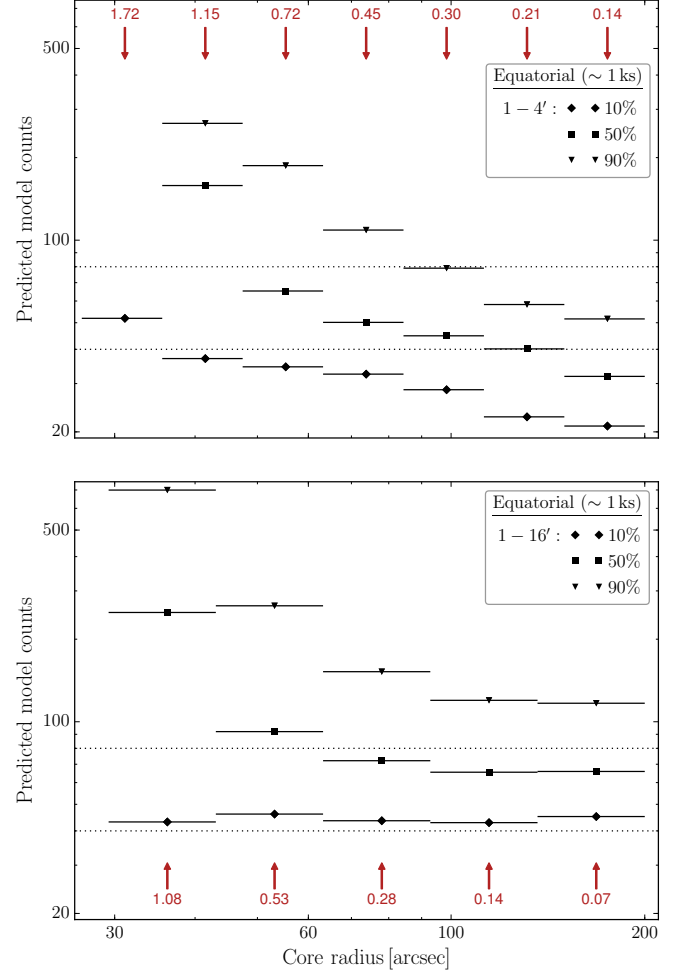 1.72 1.15 0.72 0.45 0.30 0.21 0.14
500
Equatorial (∼ 1 ks)
1 − 4′ : 10%
50%
90%
Predicted model counts
100
20
500
Equatorial (∼ 1 ks)
1 − 16′ : 10%
50%
90%
Predicted model counts
100
1.08 0.53 0.28 0.14 0.07
20
30 60 100 200
Core radius [arcsec]